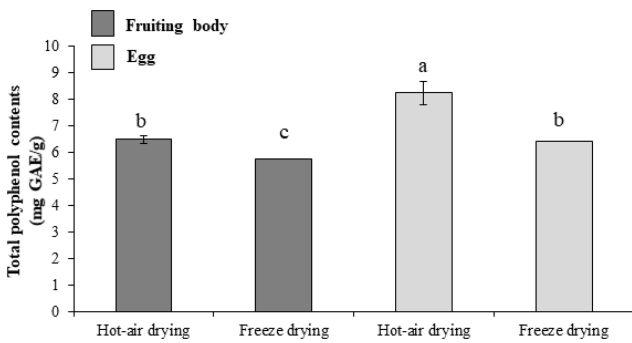 Fruiting body
Egg
Total polyphenol contents
(mg GAE/g)
10
9
8
7
6
5
4
3
2
1
0
b
c
a
b
Hot-air drying
Freeze drying
Hot-air drying
Freeze drying